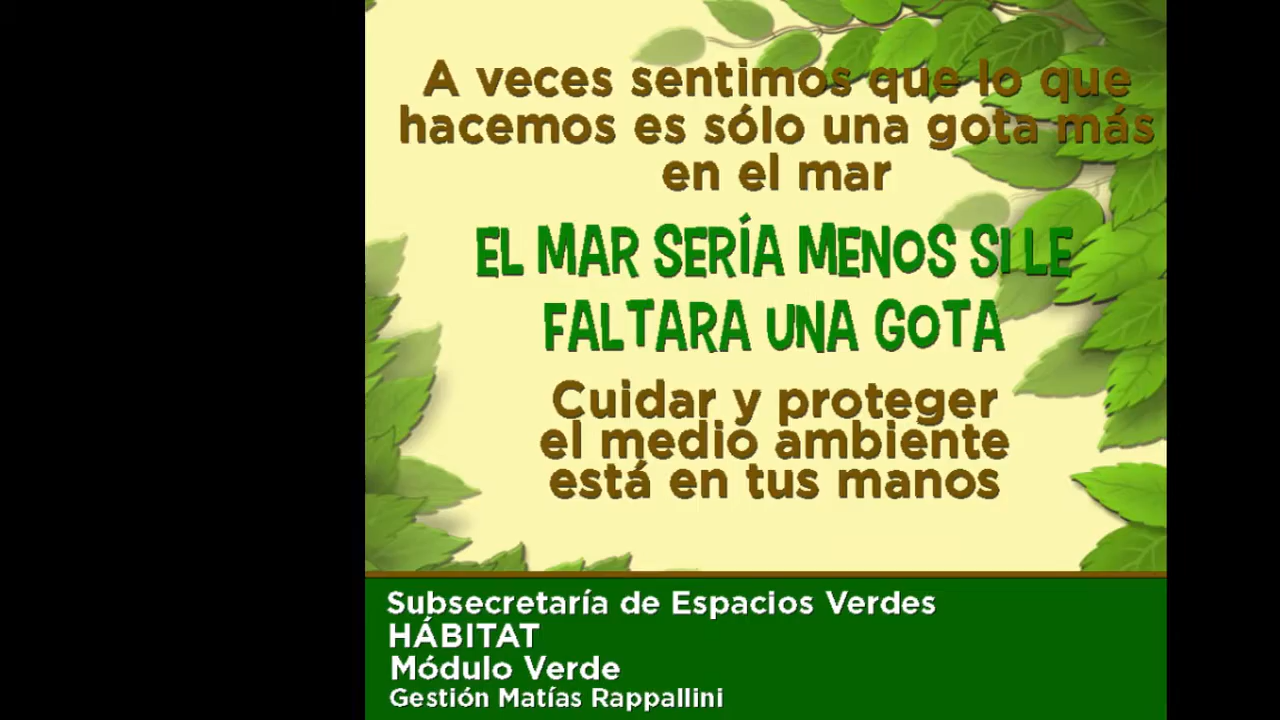 A veces sentimos que lo que
hacemos es sólo una gota más
en el mar
EL MAR SERÍA MENOS SI LE
FALTARA UNA GOTA
Cuidar y proteger
el medio ambiente
está en tus manos
Subsecretaría de Espacios Verdes
HÁBITAT
Módulo Verde
Gestión Matías Rappallini